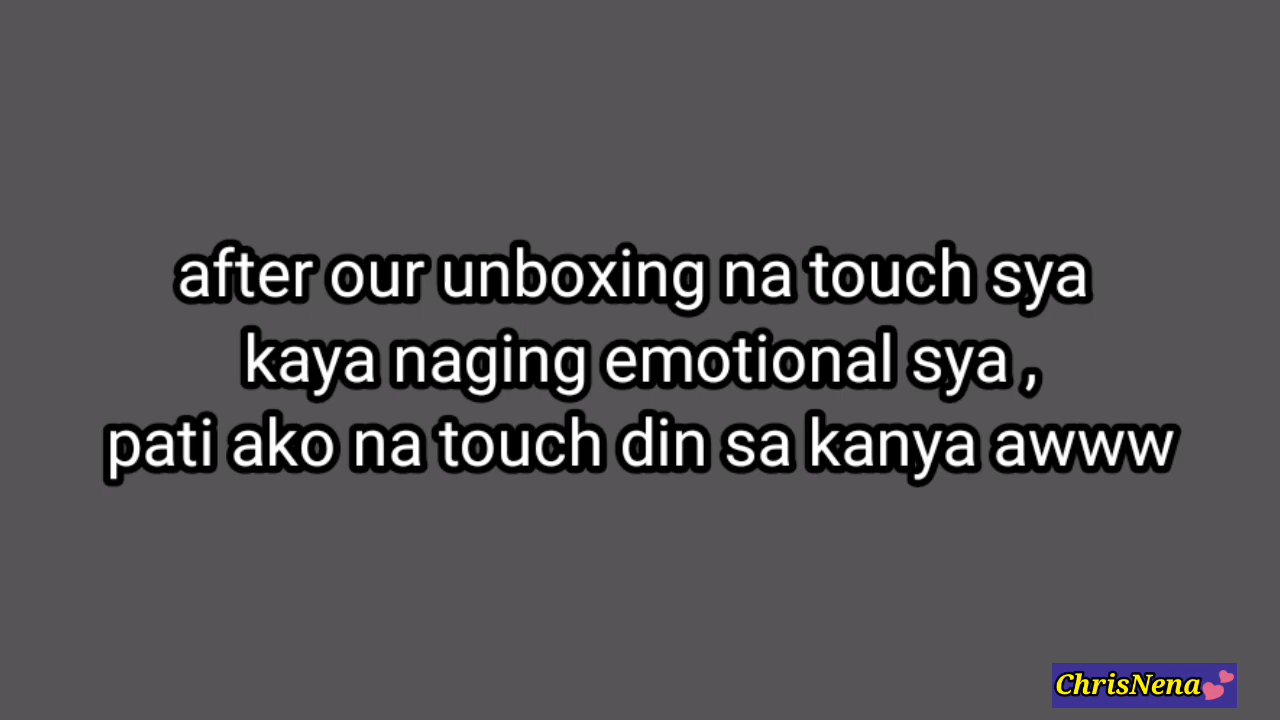 after our unboxing na touch sya
kaya naging emotional sya ,
pati ako na touch din sa kanya awww
ChrisNena💕